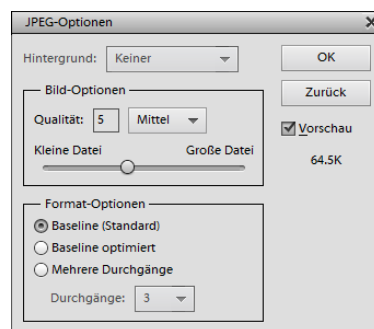 JPEG-Optionen
Hintergrund: Keiner
OK
Bild-Optionen
Zurück
Qualität: 5 Mittel
Vorschau
Kleine Datei Große Datei
64.5K
Format-Optionen
Baseline (Standard)
Baseline optimiert
Mehrere Durchgänge
Durchgänge: 3